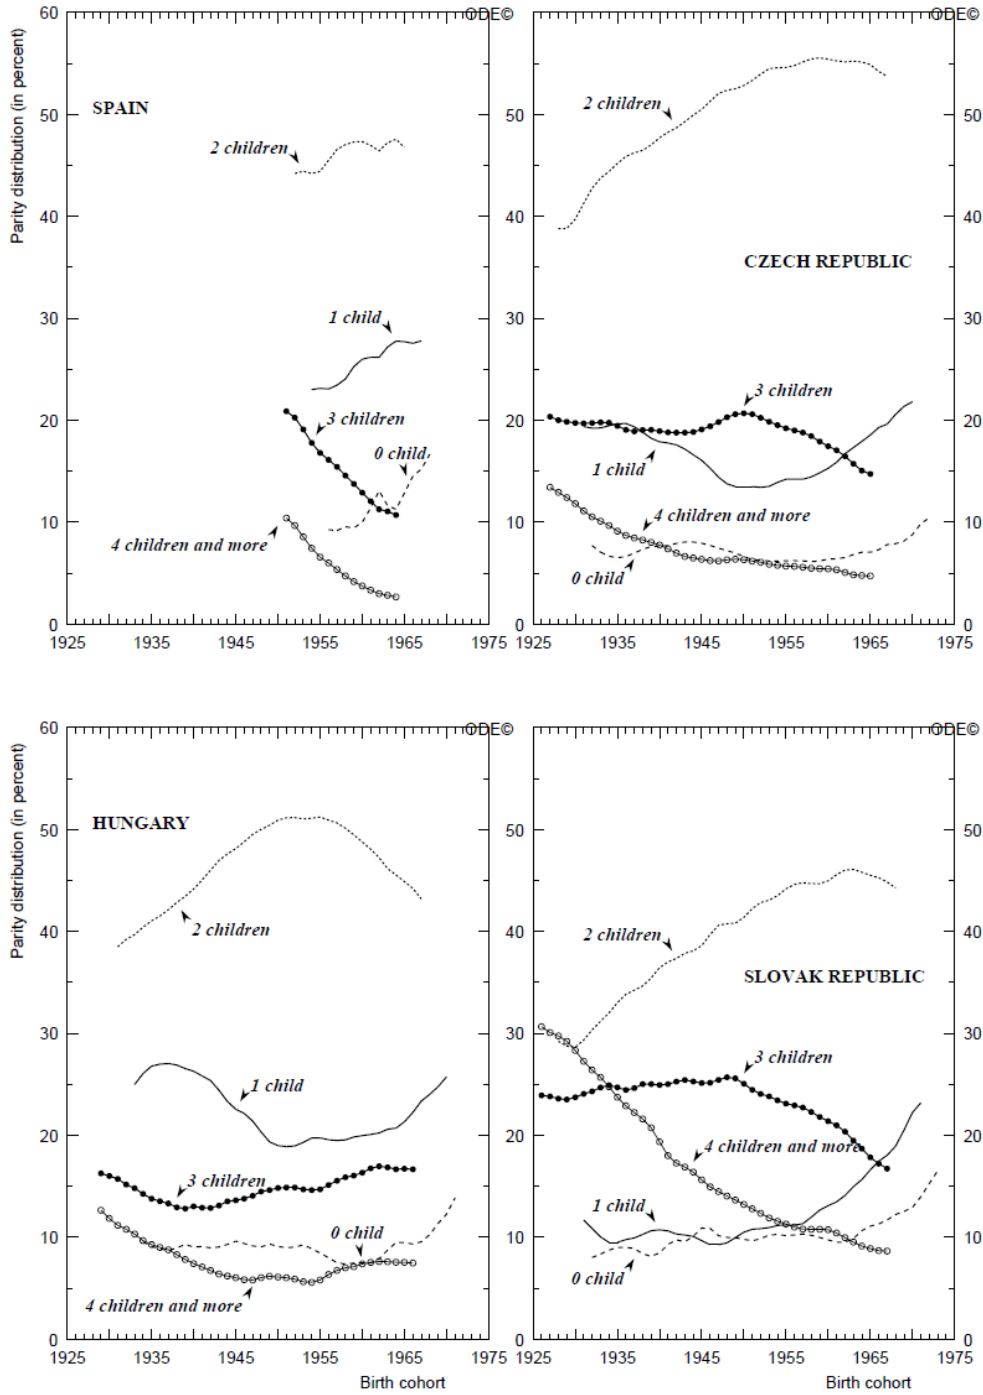 60
ODE©
ODE©
60
Parity distribution (in percent)
50
SPAIN
2 children
2 children
50
40
40
CZECH REPUBLIC
30
1 child
30
20
3 children
0 child
3 children
1 child
20
10
4 children and more
4 children and more
0 child
10
0
0
1925
1935
1945
1955
1965
1975
1925
1935
1945
1955
1965
1975
60
ODE©
ODE©
60
Parity distribution (in percent)
50
HUNGARY
50
40
2 children
2 children
40
SLOVAK REPUBLIC
30
30
1 child
3 children
20
20
3 children
4 children and more
10
0 child
1 child
10
4 children and more
0 child
0
0
1925
1935
1945
1955
1965
1975
1925
1935
1945
1955
1965
1975
Birth cohort
Birth cohort